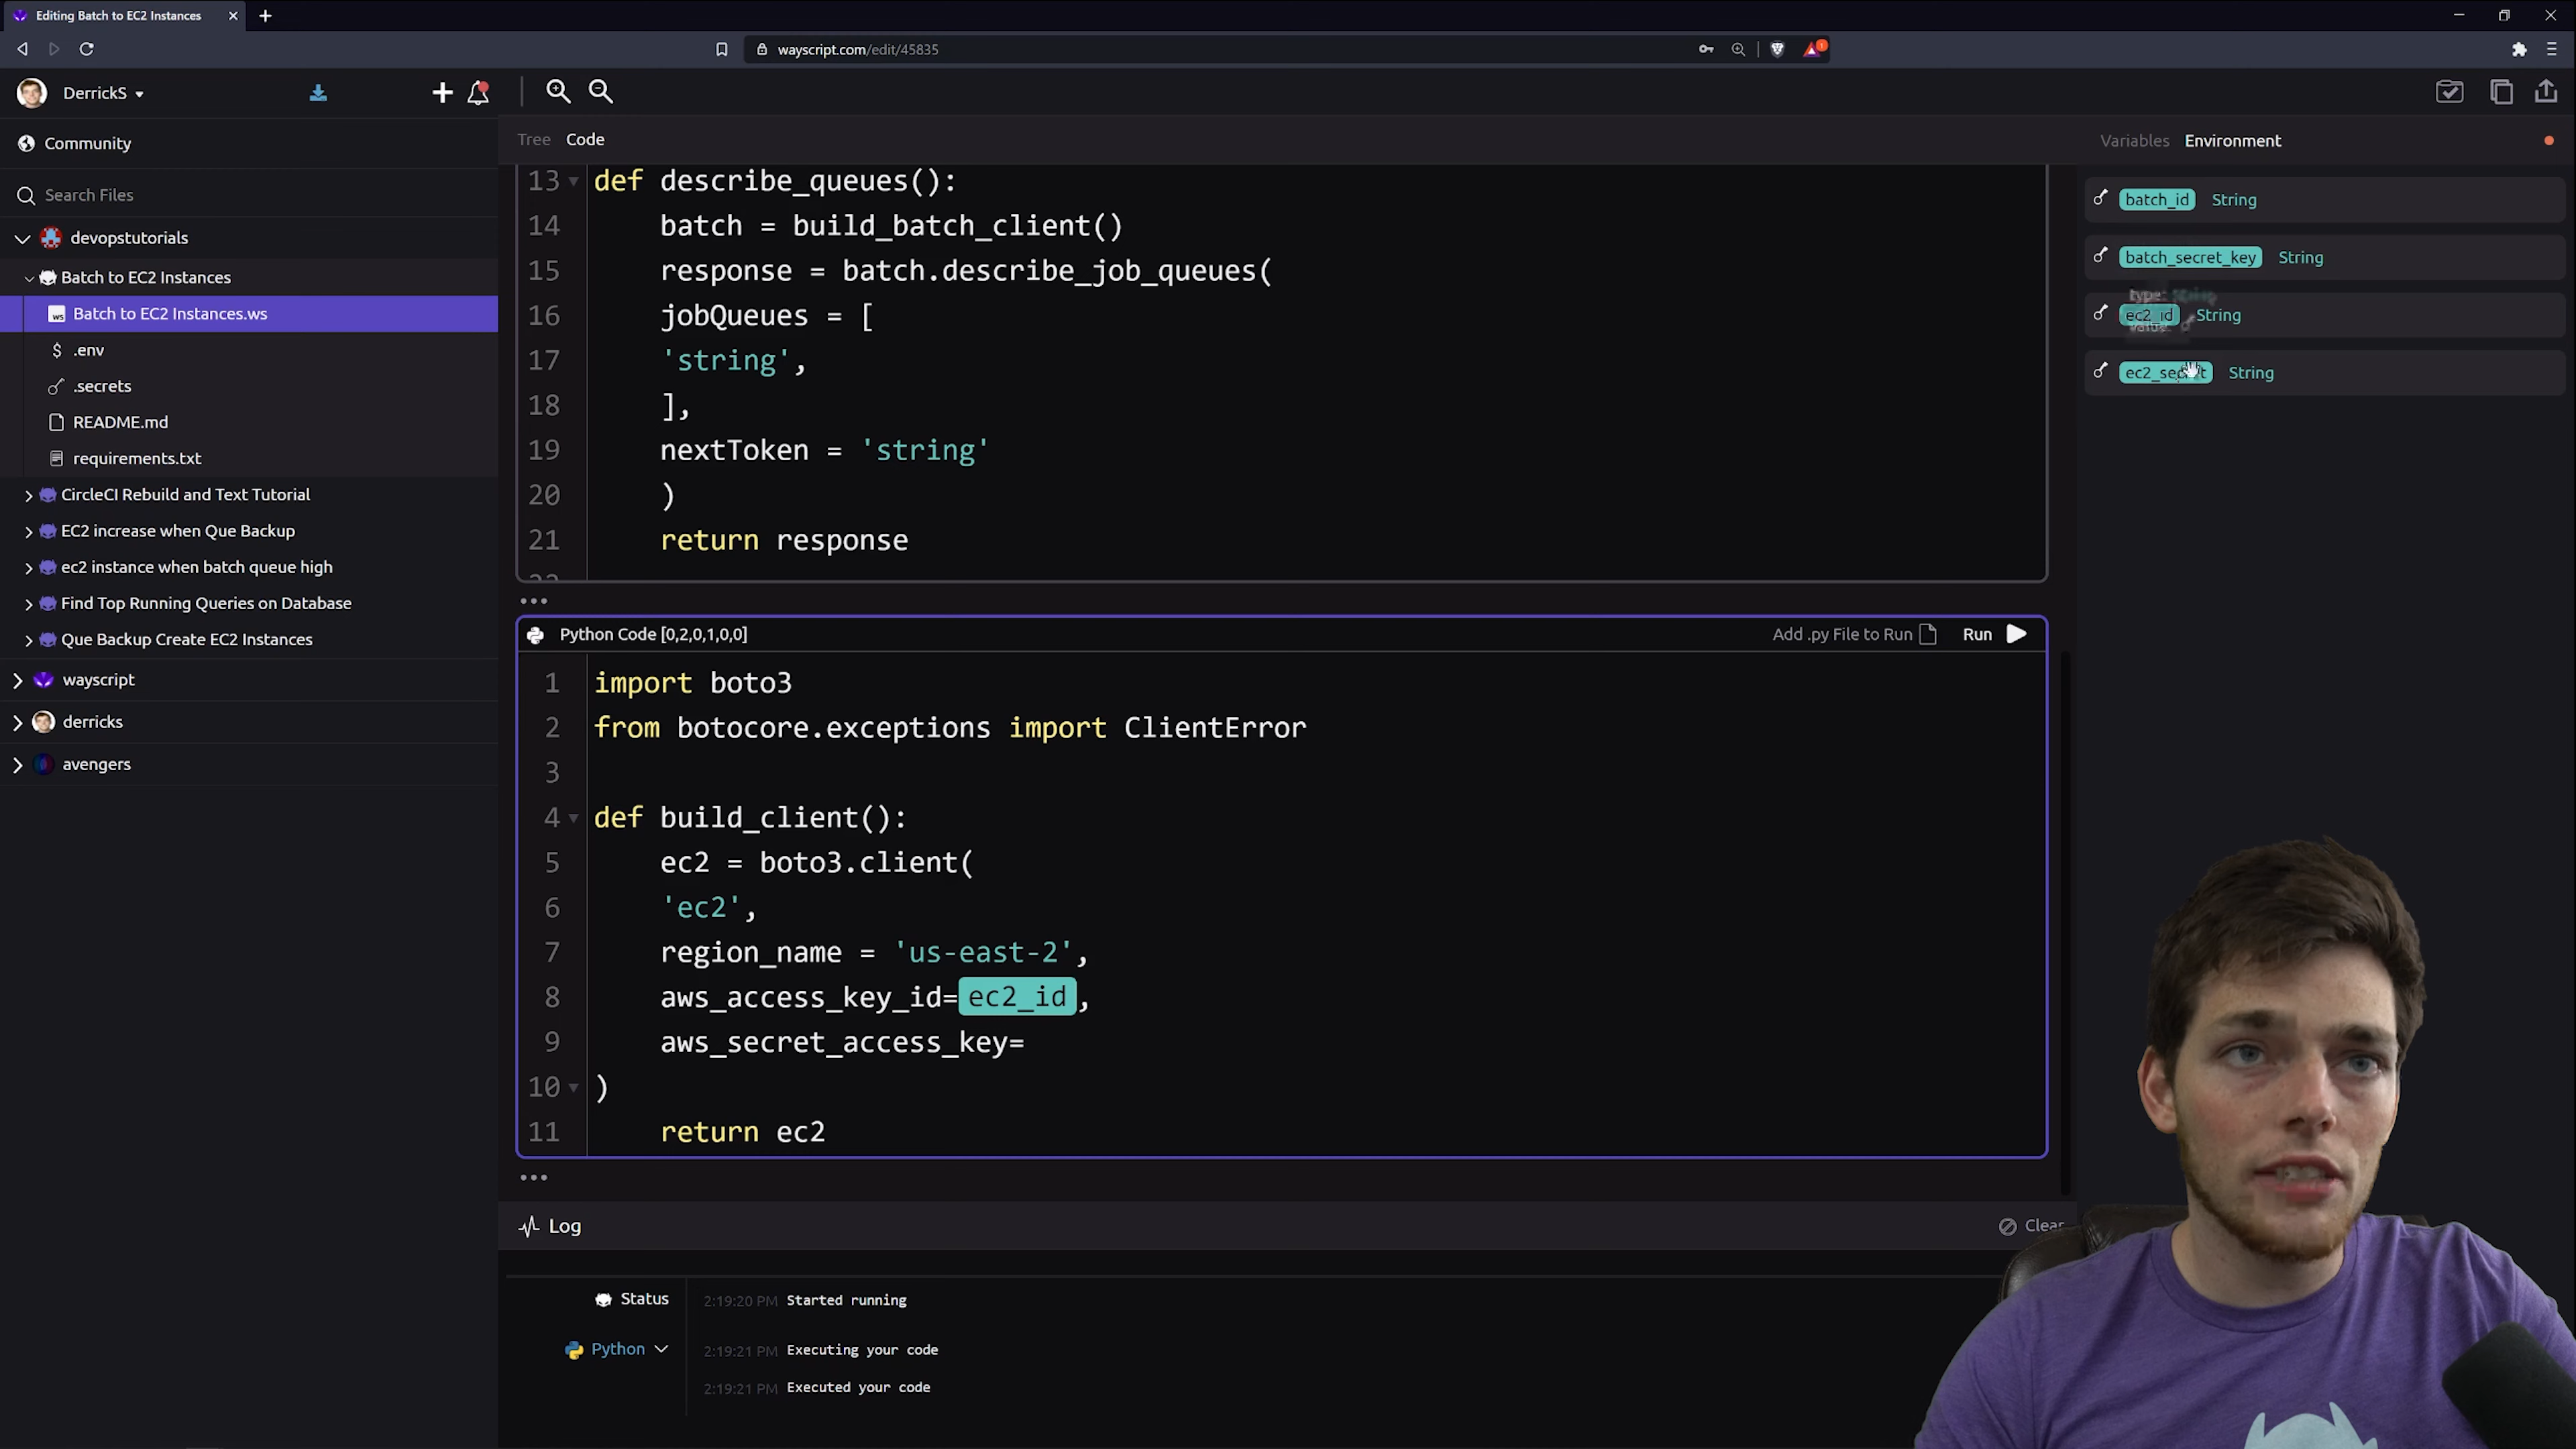 Editing Batch to EC2 Instances
wayscript.com/edit/45835
1
DerrickS
Tree Code
Variables Environment
Community
Search Files
devopstutorials
Batch to EC2 Instances
ws Batch to EC2 Instances.ws
$ .env
.secrets
README.md
requirements.txt
CircleCI Rebuild and Text Tutorial
EC2 increase when Que Backup
ec2 instance when batch queue high
Find Top Running Queries on Database
Que Backup Create EC2 Instances
wayscript
derricks
avengers
13 def describe_queues():
14 batch = build_batch_client()
15 response = batch.describe_job_queues(
16 jobQueues = [
17 'string',
18 ],
19 nextToken = 'string'
20 )
21 return response
22
Python Code [0,2,0,1,0,0]
Add .py File to Run Run
1 import boto3
2 from botocore.exceptions import ClientError
3
4 def build_client():
5 ec2 = boto3.client(
6 'ec2',
7 region_name = 'us-east-2',
8 aws_access_key_id=ec2_id,
9 aws_secret_access_key=
10 )
11 return ec2
Log
Clear
Status 2:19:20 PM Started running
Python 2:19:21 PM Executing your code
2:19:21 PM Executed your code
batch_id String
batch_secret_key String
type: String
ec2_id String
value:
ec2_secret String